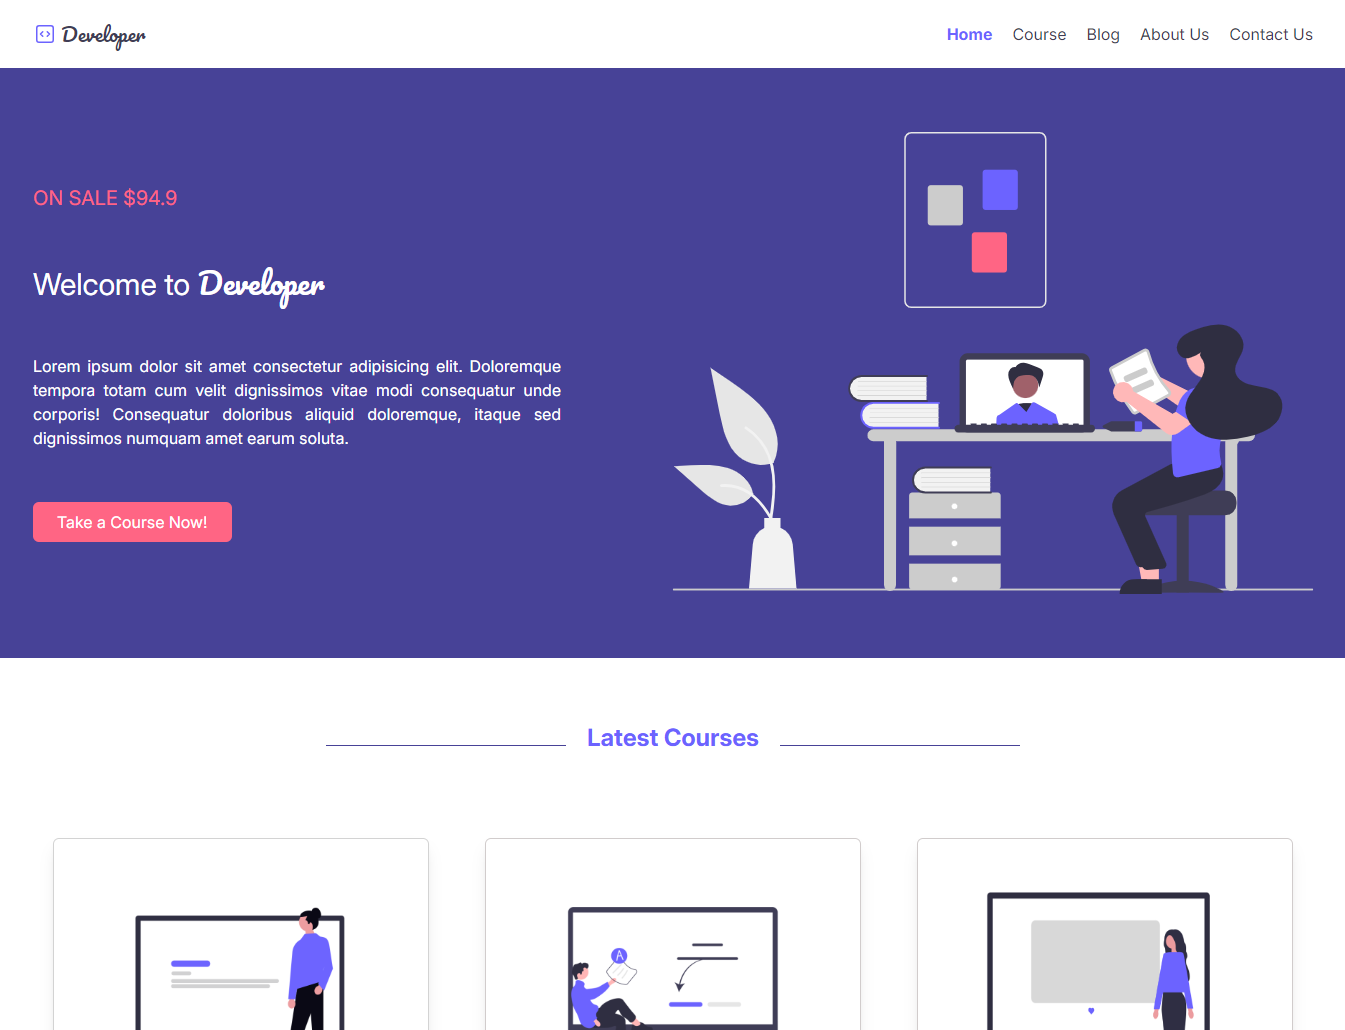 Developer
Home Course Blog About Us Contact Us
ON SALE $94.9
Welcome to Developer
Lorem ipsum dolor sit amet consectetur adipisicing elit. Doloremque
tempora totam cum velit dignissimos vitae modi consequatur unde
corporis! Consequatur doloribus aliquid doloremque, itaque sed
dignissimos numquam amet earum soluta.
Take a Course Now!
Latest Courses
A